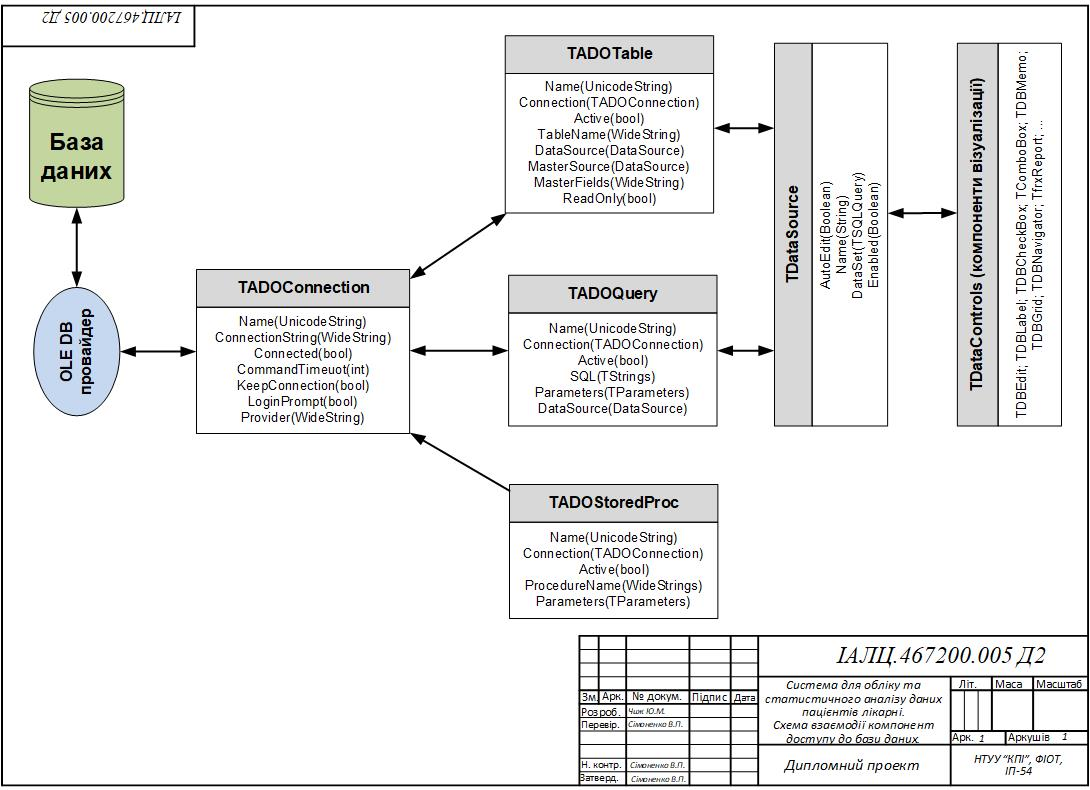 ІАЛЦ.467200.005 Д2
База
даних
OLE DB
провайдер
TADOConnection
Name(UnicodeString)
ConnectionString(WideString)
Connected(bool)
CommandTimeuot(int)
KeepConnection(bool)
LoginPrompt(bool)
Provider(WideString)
TADOTable
Name(UnicodeString)
Connection(TADOConnection)
Active(bool)
TableName(WideString)
DataSource(DataSource)
MasterSource(DataSource)
MasterFields(WideString)
ReadOnly(bool)
TADOQuery
Name(UnicodeString)
Connection(TADOConnection)
Active(bool)
SQL(TStrings)
Parameters(TParameters)
DataSource(DataSource)
TADOStoredProc
Name(UnicodeString)
Connection(TADOConnection)
Active(bool)
ProcedureName(WideStrings)
Parameters(TParameters)
TDataSource
AutoEdit(Boolean)
Name(String)
DataSet(TSQLQuery)
Enabled(Boolean)
TDataControls (компоненти візуалізації)
TDBEdit; TDBLabel; TDBCheckBox; TComboBox; TDBMemo;
TDBGrid; TDBNavigator; TfrxReport; ...
ІАЛЦ.467200.005 Д2
Зм. Арк. № докум. Підпис Дата
Розроб. Чиж Ю.М.
Перевір. Сімоненко В.П.
Н. контр. Сімоненко В.П.
Затверд. Сімоненко В.П.
Система для обліку та
статистичного аналізу даних
пацієнтів лікарні.
Схема взаємодії компонент
доступу до бази даних.
Літ. Маса Масштаб
Арк. 1 Аркушів 1
Дипломний проект
НТУУ “КПІ”, ФІОТ,
ІП-54